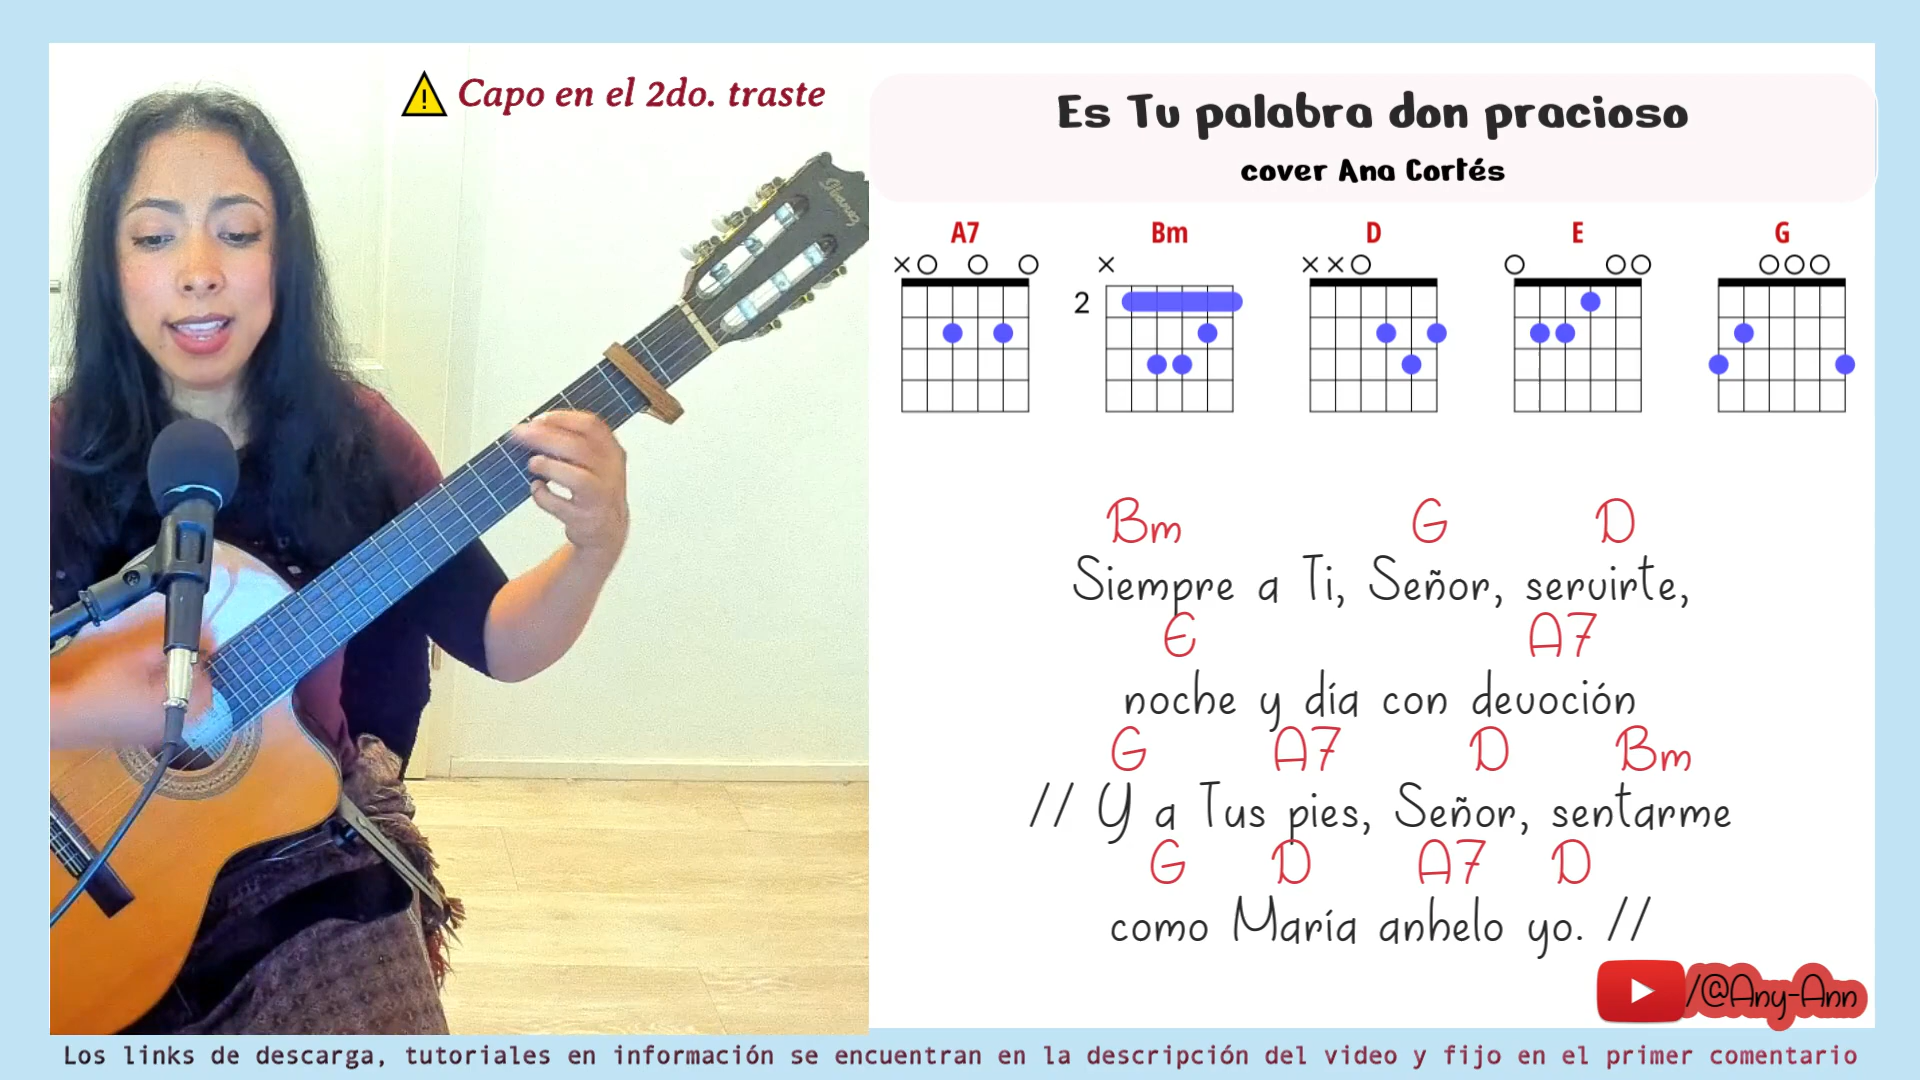 Capo en el 2do. traste
Es Tu palabra don pracioso
cover Ana Cortés
A7 Bm D E G
2
Bm G D
Siempre a Ti, Señor, servirte,
E A7
noche y día con devoción
G A7 D Bm
// Y a Tus pies, Señor, sentarme
G D A7 D
como María anhelo yo. //
/@Any-Ann
Los links de descarga, tutoriales en información se encuentran en la descripción del video y fijo en el primer comentario
Ibanez